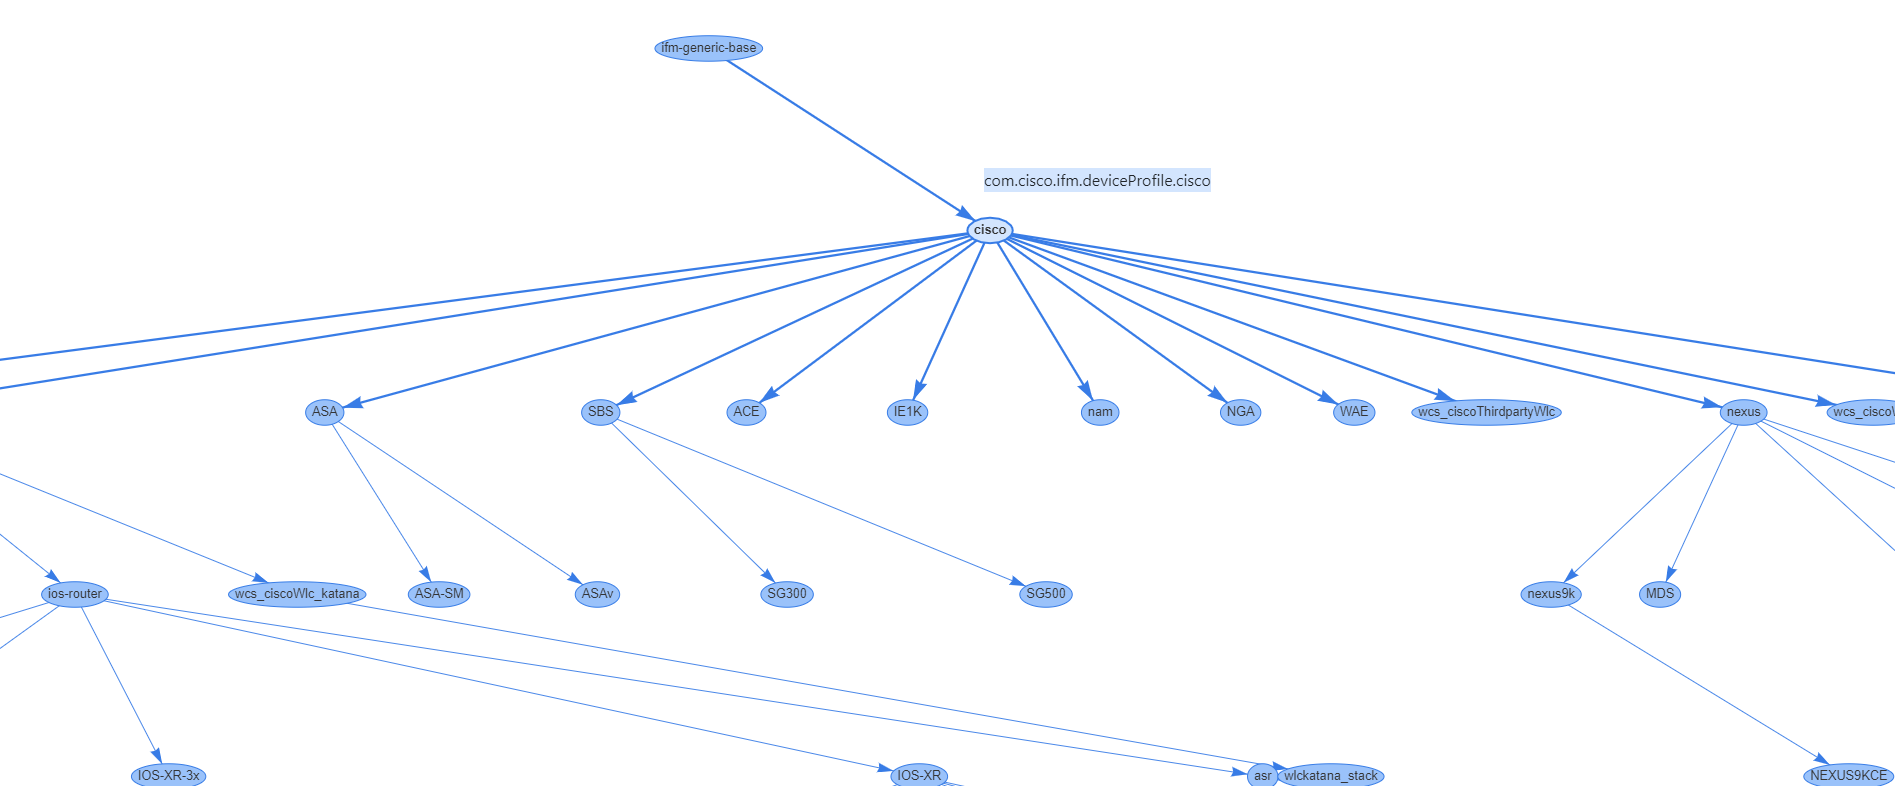 ifm-generic-base
com.cisco.ifm.deviceProfile.cisco
cisco
ASA
SBS
ACE
IE1K
nam
NGA
WAE
wcs_ciscoThirdpartyWlc
nexus
wcs_ciscoW
ios-router
wcs_ciscoWlc_katana
ASA-SM
ASAv
SG300
SG500
nexus9k
MDS
IOS-XR-3x
IOS-XR
asr
wlckatana_stack
NEXUS9KCE